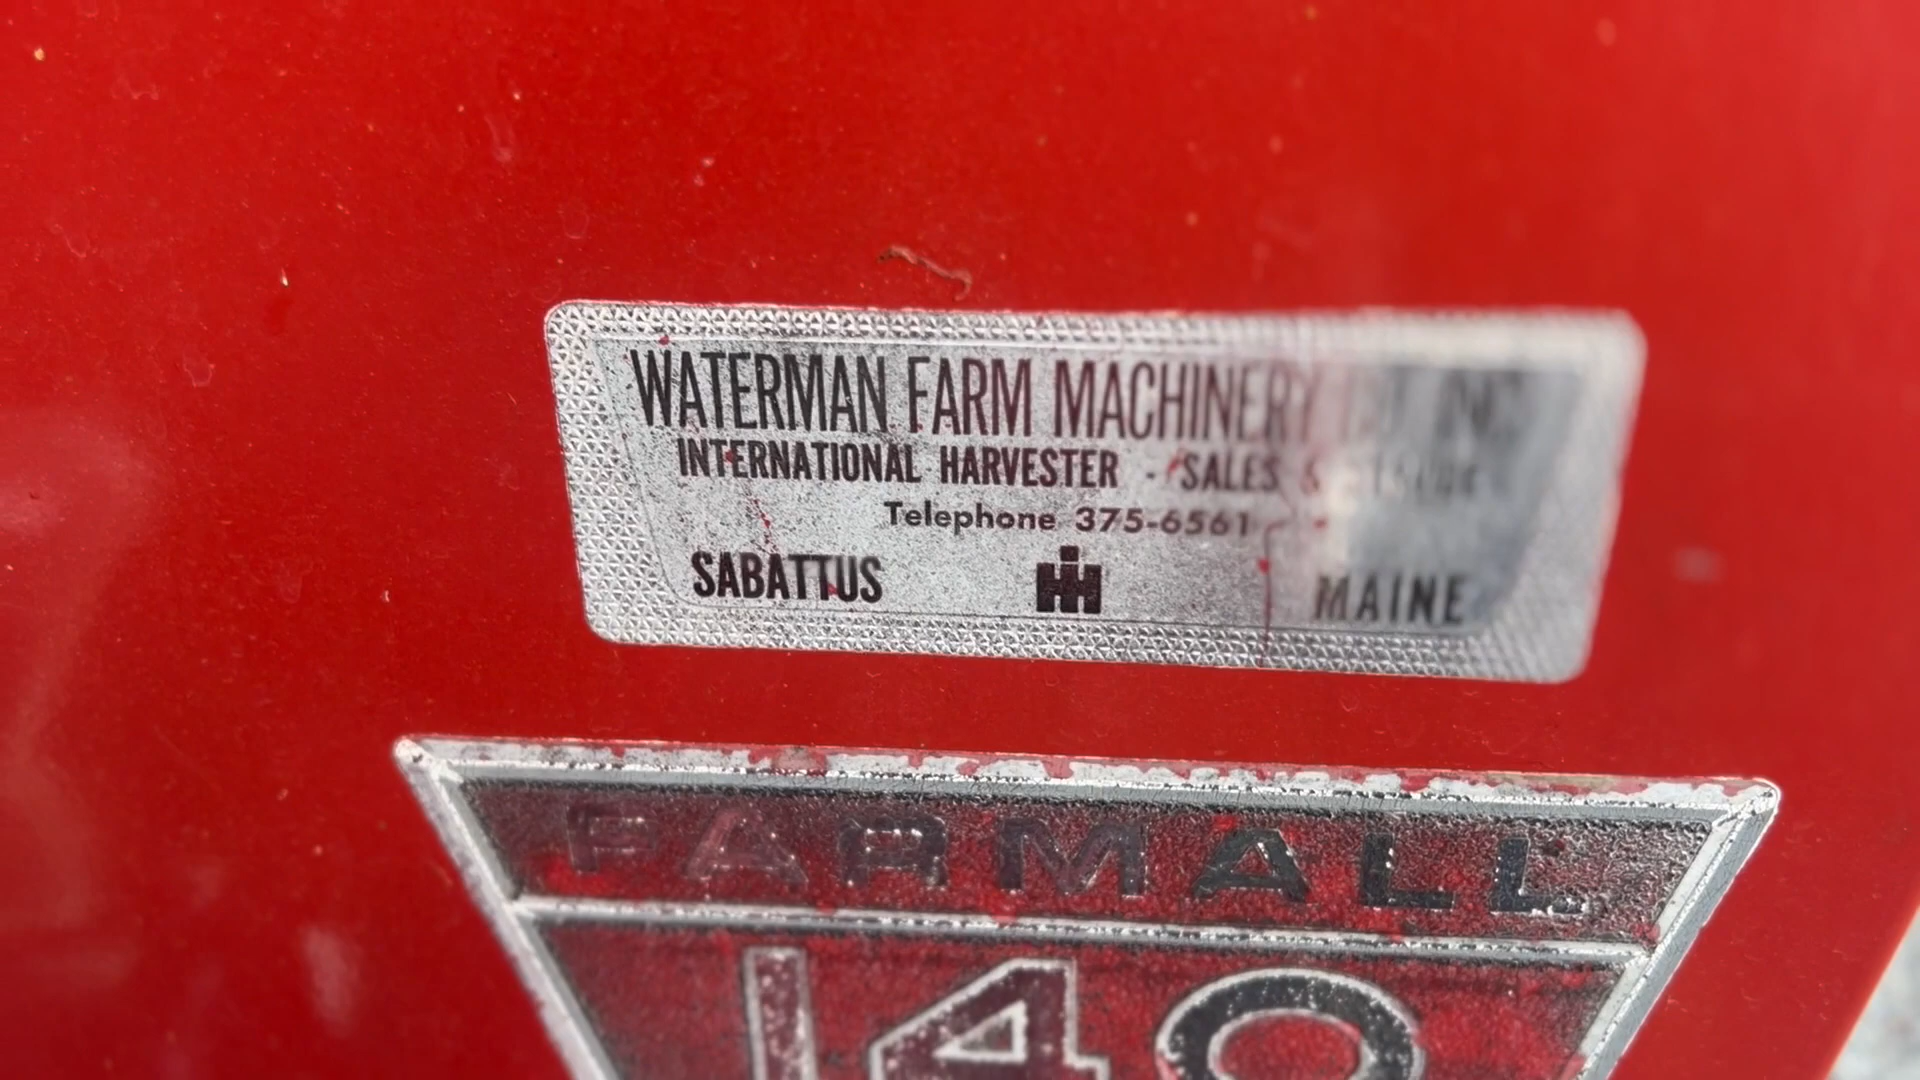 WATERMAN FARM MACHINERY
INTERNATIONAL HARVESTER - SALES &
Telephone 375-6561
SABATTUS IH MAINE
FARMALL
140